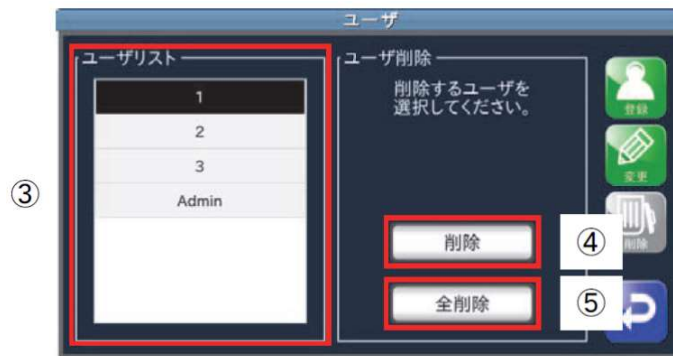 ユーザ
ユーザリスト
1
2
3
Admin
③
ユーザ削除
削除するユーザを
選択してください。
削除
④
全削除
⑤
登録
変更
削除